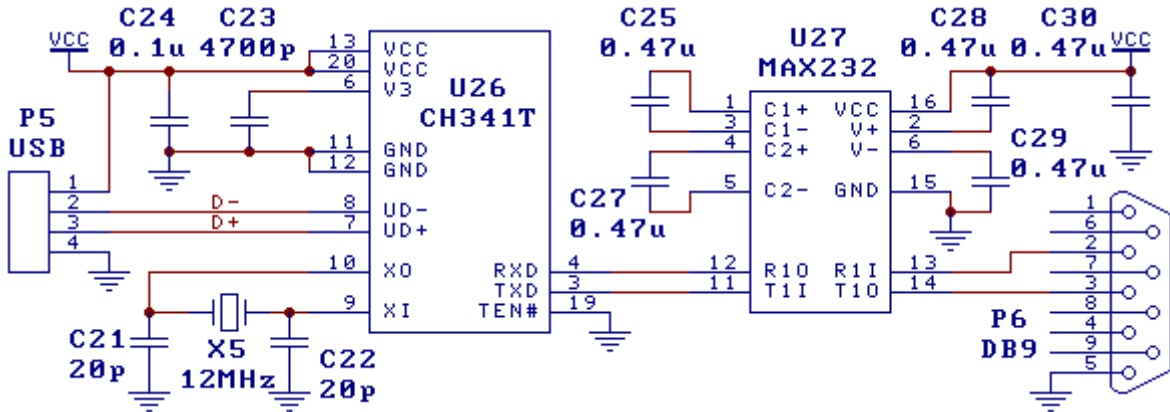 C24 C23 C25 C28 C30
VCC 0.1u 4700p 0.47u U27 0.47u 0.47u VCC
MAX232
13 VCC
20 VCC
6 V3
U26
CH341T
11 GND
12 GND
8 UD-
7 UD+
10 XO
9 XI
RXD 4
TXD 3
TEN# 19
P5
USB
1
2 D-
3 D+
4
C21
20p
X5
12MHz
C22
20p
1 C1+ VCC 16
3 C1- V+ 2
4 C2+ V- 6
5 C2- GND 15
12 R1O R1I 13
11 T1I T1O 14
C27
0.47u
C29
0.47u
1
6
2
7
3
8
4
9
5
P6
DB9